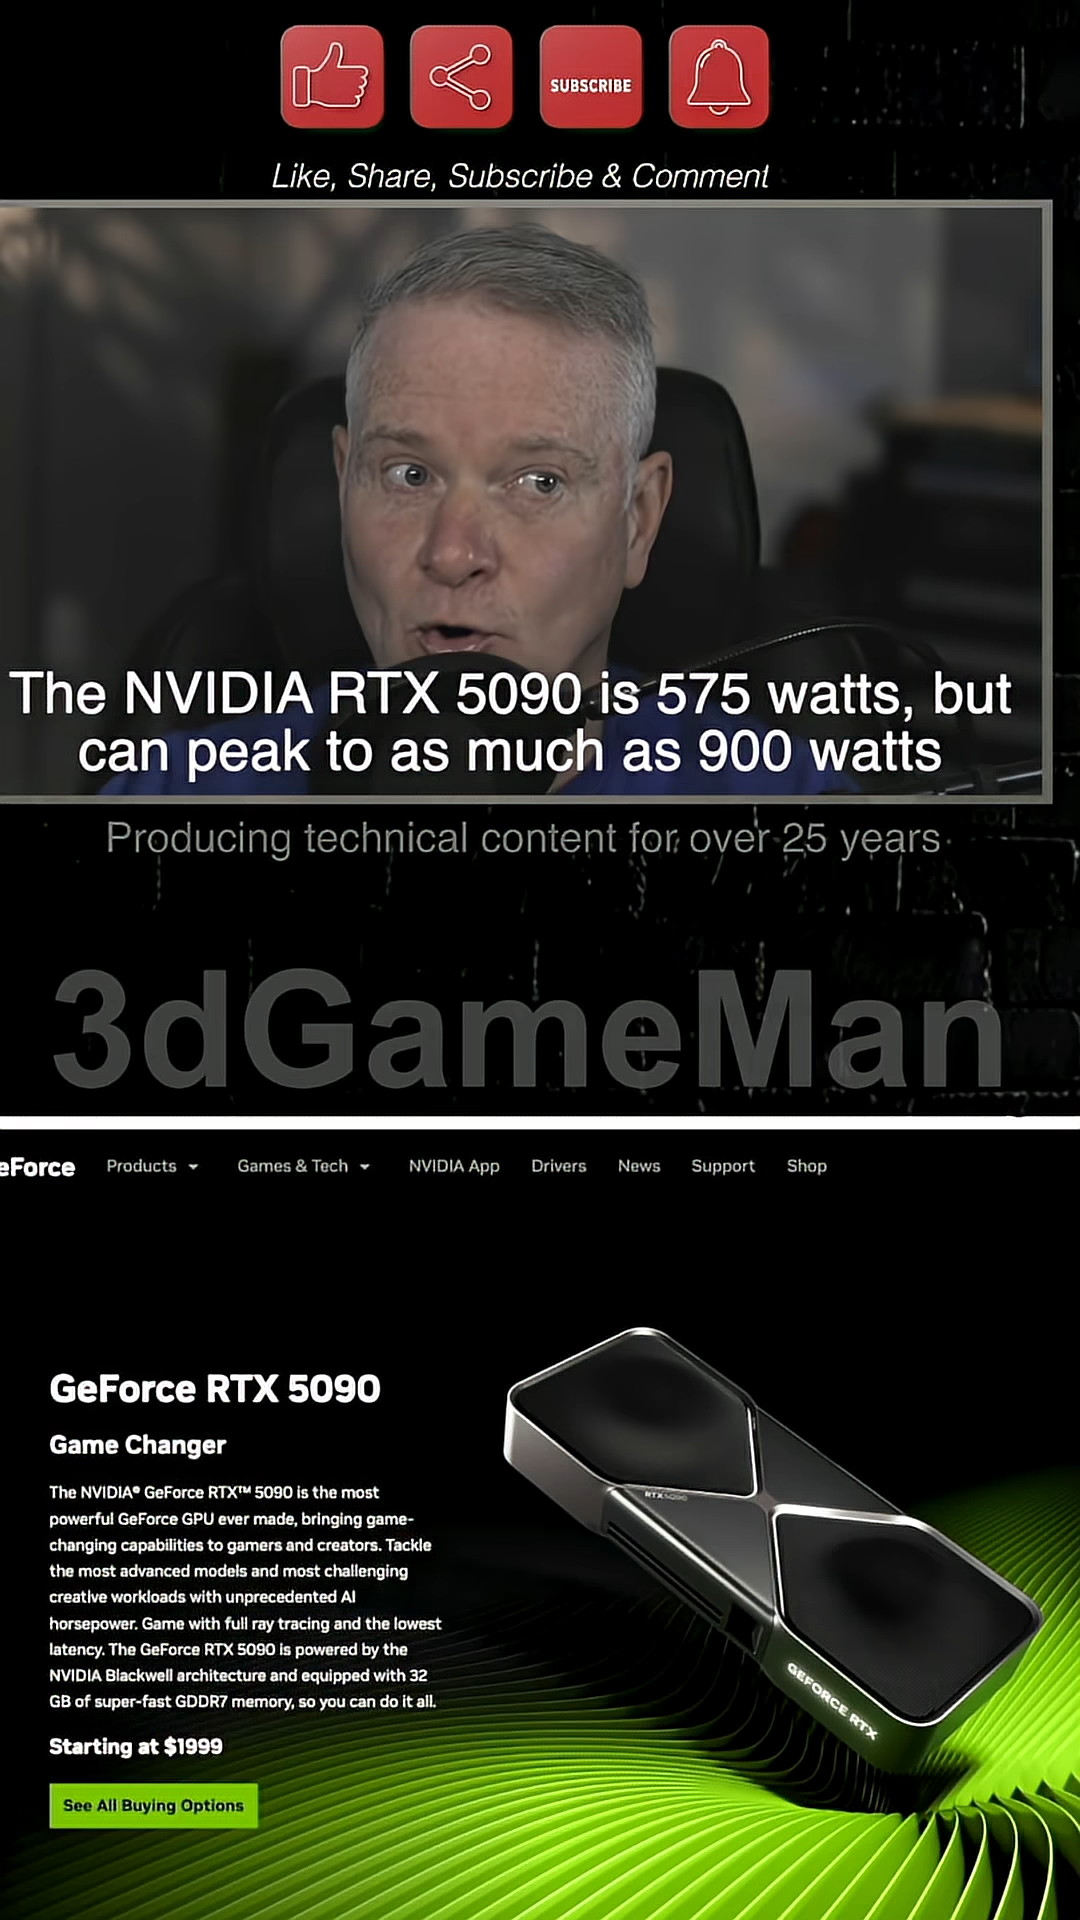 SUBSCRIBE
Like, Share, Subscribe & Comment
The NVIDIA RTX 5090 is 575 watts, but
can peak to as much as 900 watts
Producing technical content for over 25 years
3dGameMan
eForce Products Games & Tech NVIDIA App Drivers News Support Shop
GeForce RTX 5090
Game Changer
The NVIDIA® GeForce RTX™ 5090 is the most
powerful GeForce GPU ever made, bringing game-
changing capabilities to gamers and creators. Tackle
the most advanced models and most challenging
creative workloads with unprecedented AI
horsepower. Game with full ray tracing and the lowest
latency. The GeForce RTX 5090 is powered by the
NVIDIA Blackwell architecture and equipped with 32
GB of super-fast GDDR7 memory, so you can do it all.
Starting at $1999
See All Buying Options
RTX 5090
GEFORCE RTX